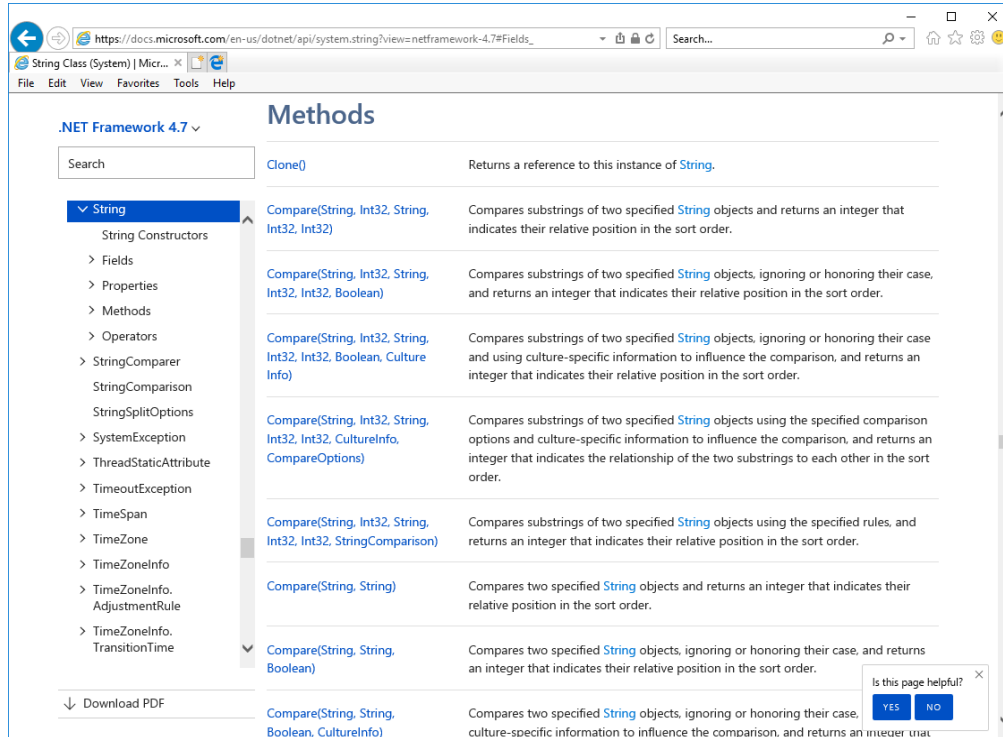 https://docs.microsoft.com/en-us/dotnet/api/system.string?view=netframework-4.7#Fields_
Search...
String Class (System) | Micr...
File Edit View Favorites Tools Help
.NET Framework 4.7
Search
String
String Constructors
Fields
Properties
Methods
Operators
StringComparer
StringComparison
StringSplitOptions
SystemException
ThreadStaticAttribute
TimeoutException
TimeSpan
TimeZone
TimeZoneInfo
TimeZoneInfo.
AdjustmentRule
TimeZoneInfo.
TransitionTime
Download PDF
Methods
Clone()
Returns a reference to this instance of String.
Compare(String, Int32, String,
Int32, Int32)
Compares substrings of two specified String objects and returns an integer that
indicates their relative position in the sort order.
Compare(String, Int32, String,
Int32, Int32, Boolean)
Compares substrings of two specified String objects, ignoring or honoring their case,
and returns an integer that indicates their relative position in the sort order.
Compare(String, Int32, String,
Int32, Int32, Boolean, Culture
Info)
Compares substrings of two specified String objects, ignoring or honoring their case
and using culture-specific information to influence the comparison, and returns an
integer that indicates their relative position in the sort order.
Compare(String, Int32, String,
Int32, Int32, CultureInfo,
CompareOptions)
Compares substrings of two specified String objects using the specified comparison
options and culture-specific information to influence the comparison, and returns an
integer that indicates the relationship of the two substrings to each other in the sort
order.
Compare(String, Int32, String,
Int32, Int32, StringComparison)
Compares substrings of two specified String objects using the specified rules, and
returns an integer that indicates their relative position in the sort order.
Compare(String, String)
Compares two specified String objects and returns an integer that indicates their
relative position in the sort order.
Compare(String, String,
Boolean)
Compares two specified String objects, ignoring or honoring their case, and returns
an integer that indicates their relative position in the sort order.
Compare(String, String,
Boolean, CultureInfo)
Compares two specified String objects, ignoring or honoring their case,
culture-specific information to influence the comparison, and returns an integer that
Is this page helpful?
YES NO